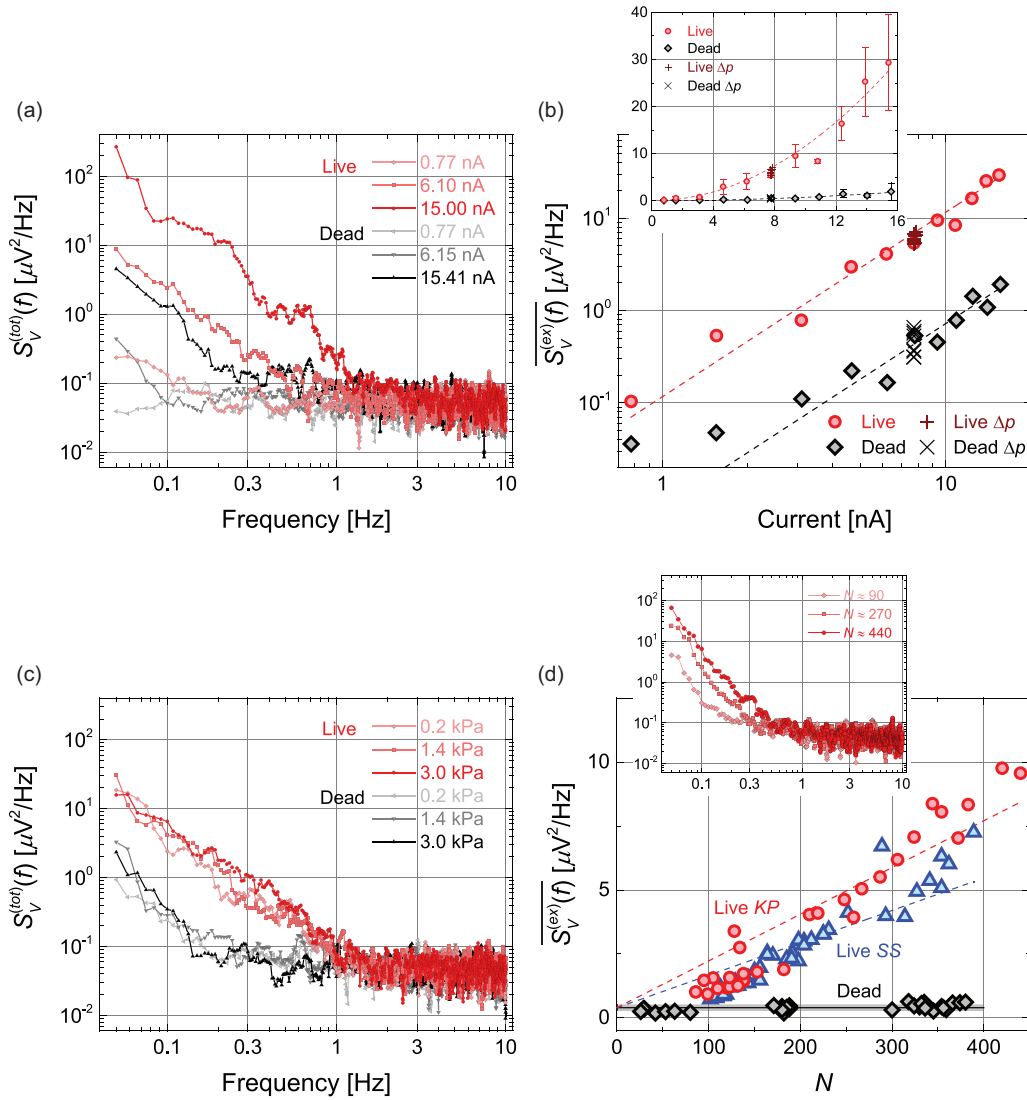 (a)
S_V^(tot)(f) [μV²/Hz]
10²
10¹
10⁰
10⁻¹
10⁻²
Live
0.77 nA
6.10 nA
15.00 nA
Dead
0.77 nA
6.15 nA
15.41 nA
0.1
0.3
1
3
10
Frequency [Hz]
(b)
40
30
20
10
0
Live
Dead
Live Δp
Dead Δp
0
4
8
12
16
S_V^(ex)(f) [μV²/Hz]
10¹
10⁰
10⁻¹
Live
Live Δp
Dead
Dead Δp
1
10
Current [nA]
(c)
S_V^(tot)(f) [μV²/Hz]
10²
10¹
10⁰
10⁻¹
10⁻²
Live
0.2 kPa
1.4 kPa
3.0 kPa
Dead
0.2 kPa
1.4 kPa
3.0 kPa
0.1
0.3
1
3
10
Frequency [Hz]
(d)
10²
10¹
10⁰
10⁻¹
10⁻²
N ≈ 90
N ≈ 270
N ≈ 440
0.1
0.3
1
3
10
S_V^(ex)(f) [μV²/Hz]
10
5
0
Live KP
Live SS
Dead
0
100
200
300
400
N